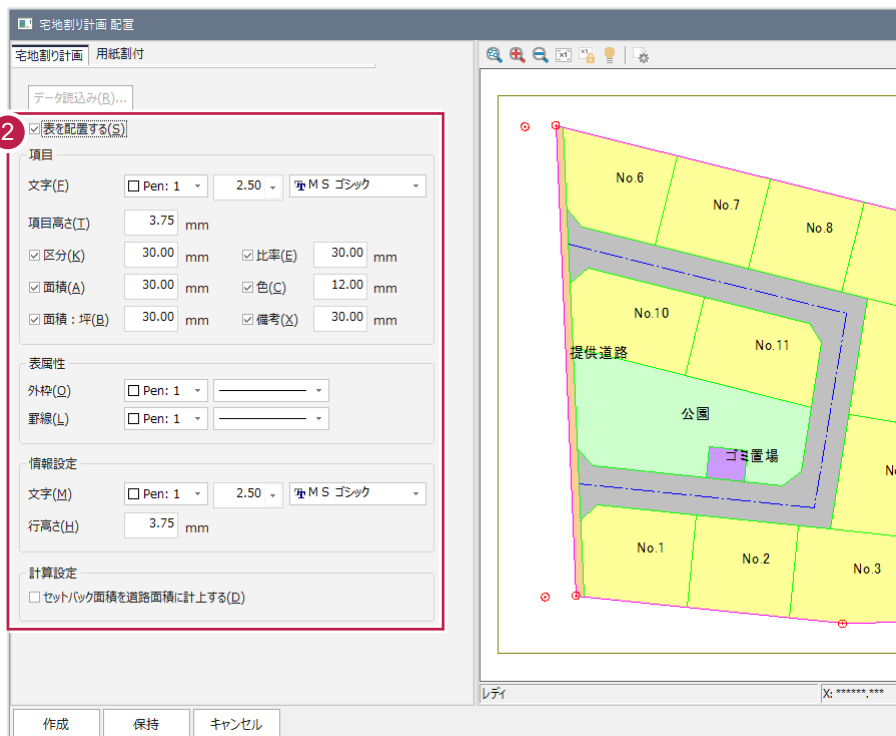 宅地割り計画 配置
宅地割り計画 用紙割付
データ読込み(R)...
2
表を配置する(S)
項目
文字(F) Pen: 1 2.50 MS ゴシック
項目高さ(T) 3.75 mm
区分(K) 30.00 mm 比率(E) 30.00 mm
面積(A) 30.00 mm 色(C) 12.00 mm
面積：坪(B) 30.00 mm 備考(X) 30.00 mm
表属性
外枠(O) Pen: 1
罫線(L) Pen: 1
情報設定
文字(M) Pen: 1 2.50 MS ゴシック
行高さ(H) 3.75 mm
計算設定
セットバック面積を道路面積に計上する(D)
作成 保持 キャンセル
No.6
No.7
No.8
No.10
No.11
提供道路
公園
ゴミ置場
No.1
No.2
No.3
レディ X: ******.***